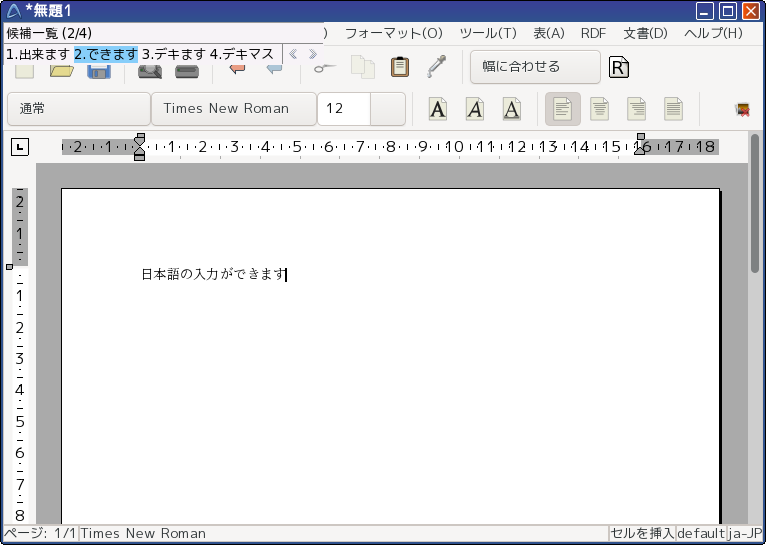 *無題1
候補一覧 (2/4)
) フォーマット(O) ツール(T) 表(A) RDF 文書(D) ヘルプ(H)
1.出来ます 2.できます 3.デキます 4.デキマス 《 》
幅に合わせる R
通常 Times New Roman 12 A A A
2 1 1 2 3 4 5 6 7 8 9 10 11 12 13 14 15 16 17 18
2
1
日本語の入力ができます
1
2
3
4
5
6
7
8
ページ: 1/1 Times New Roman セルを挿入 default ja-JP